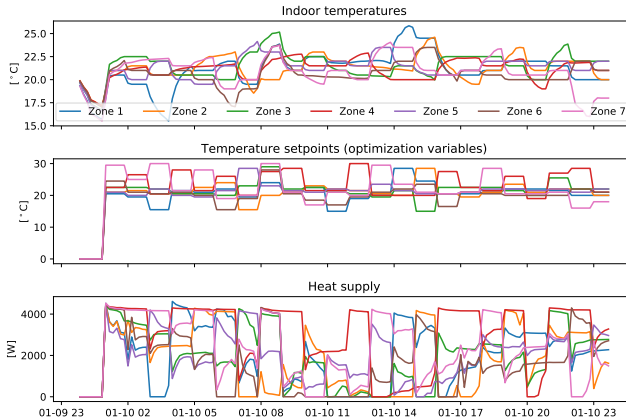 Indoor temperatures
25.0
22.5
20.0
17.5
15.0
[°C]
Zone 1 Zone 2 Zone 3 Zone 4 Zone 5 Zone 6 Zone 7
Temperature setpoints (optimization variables)
30
20
10
0
[°C]
Heat supply
4000
2000
0
[W]
01-09 23 01-10 02 01-10 05 01-10 08 01-10 11 01-10 14 01-10 17 01-10 20 01-10 23